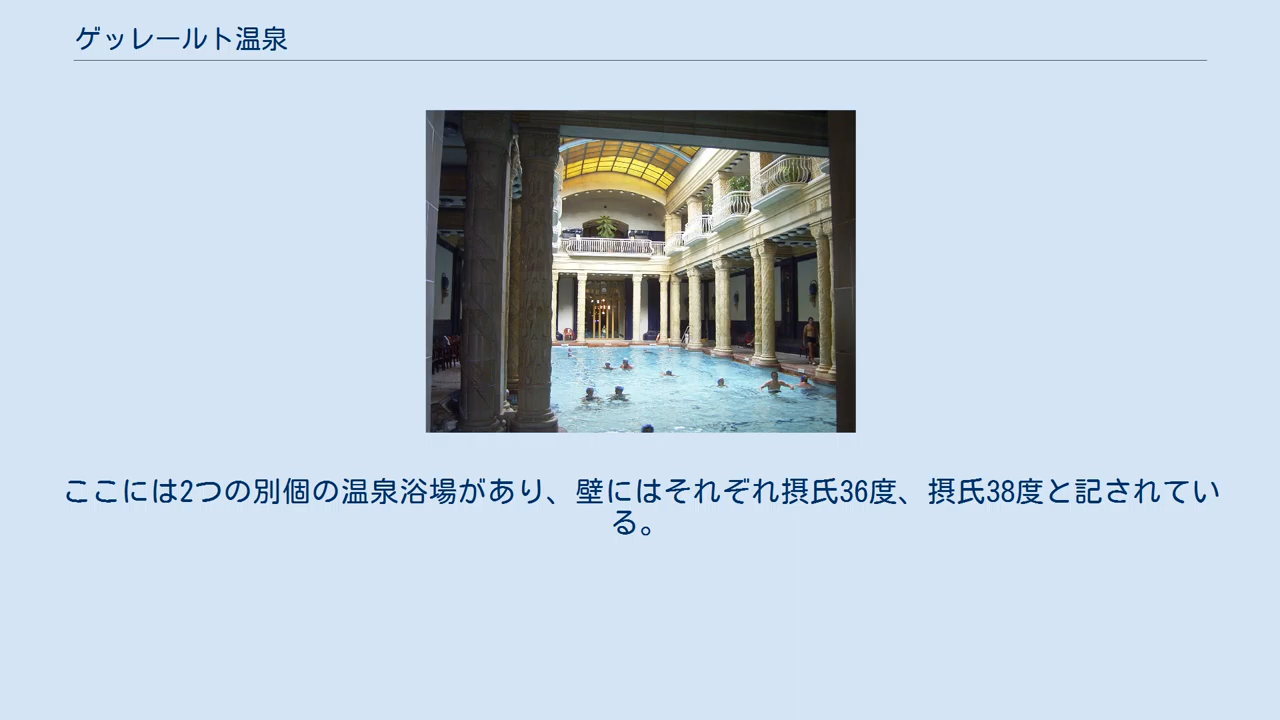 ゲッレールト温泉
ここには2つの別個の温泉浴場があり、壁にはそれぞれ摂氏36度、摂氏38度と記されてい
る。